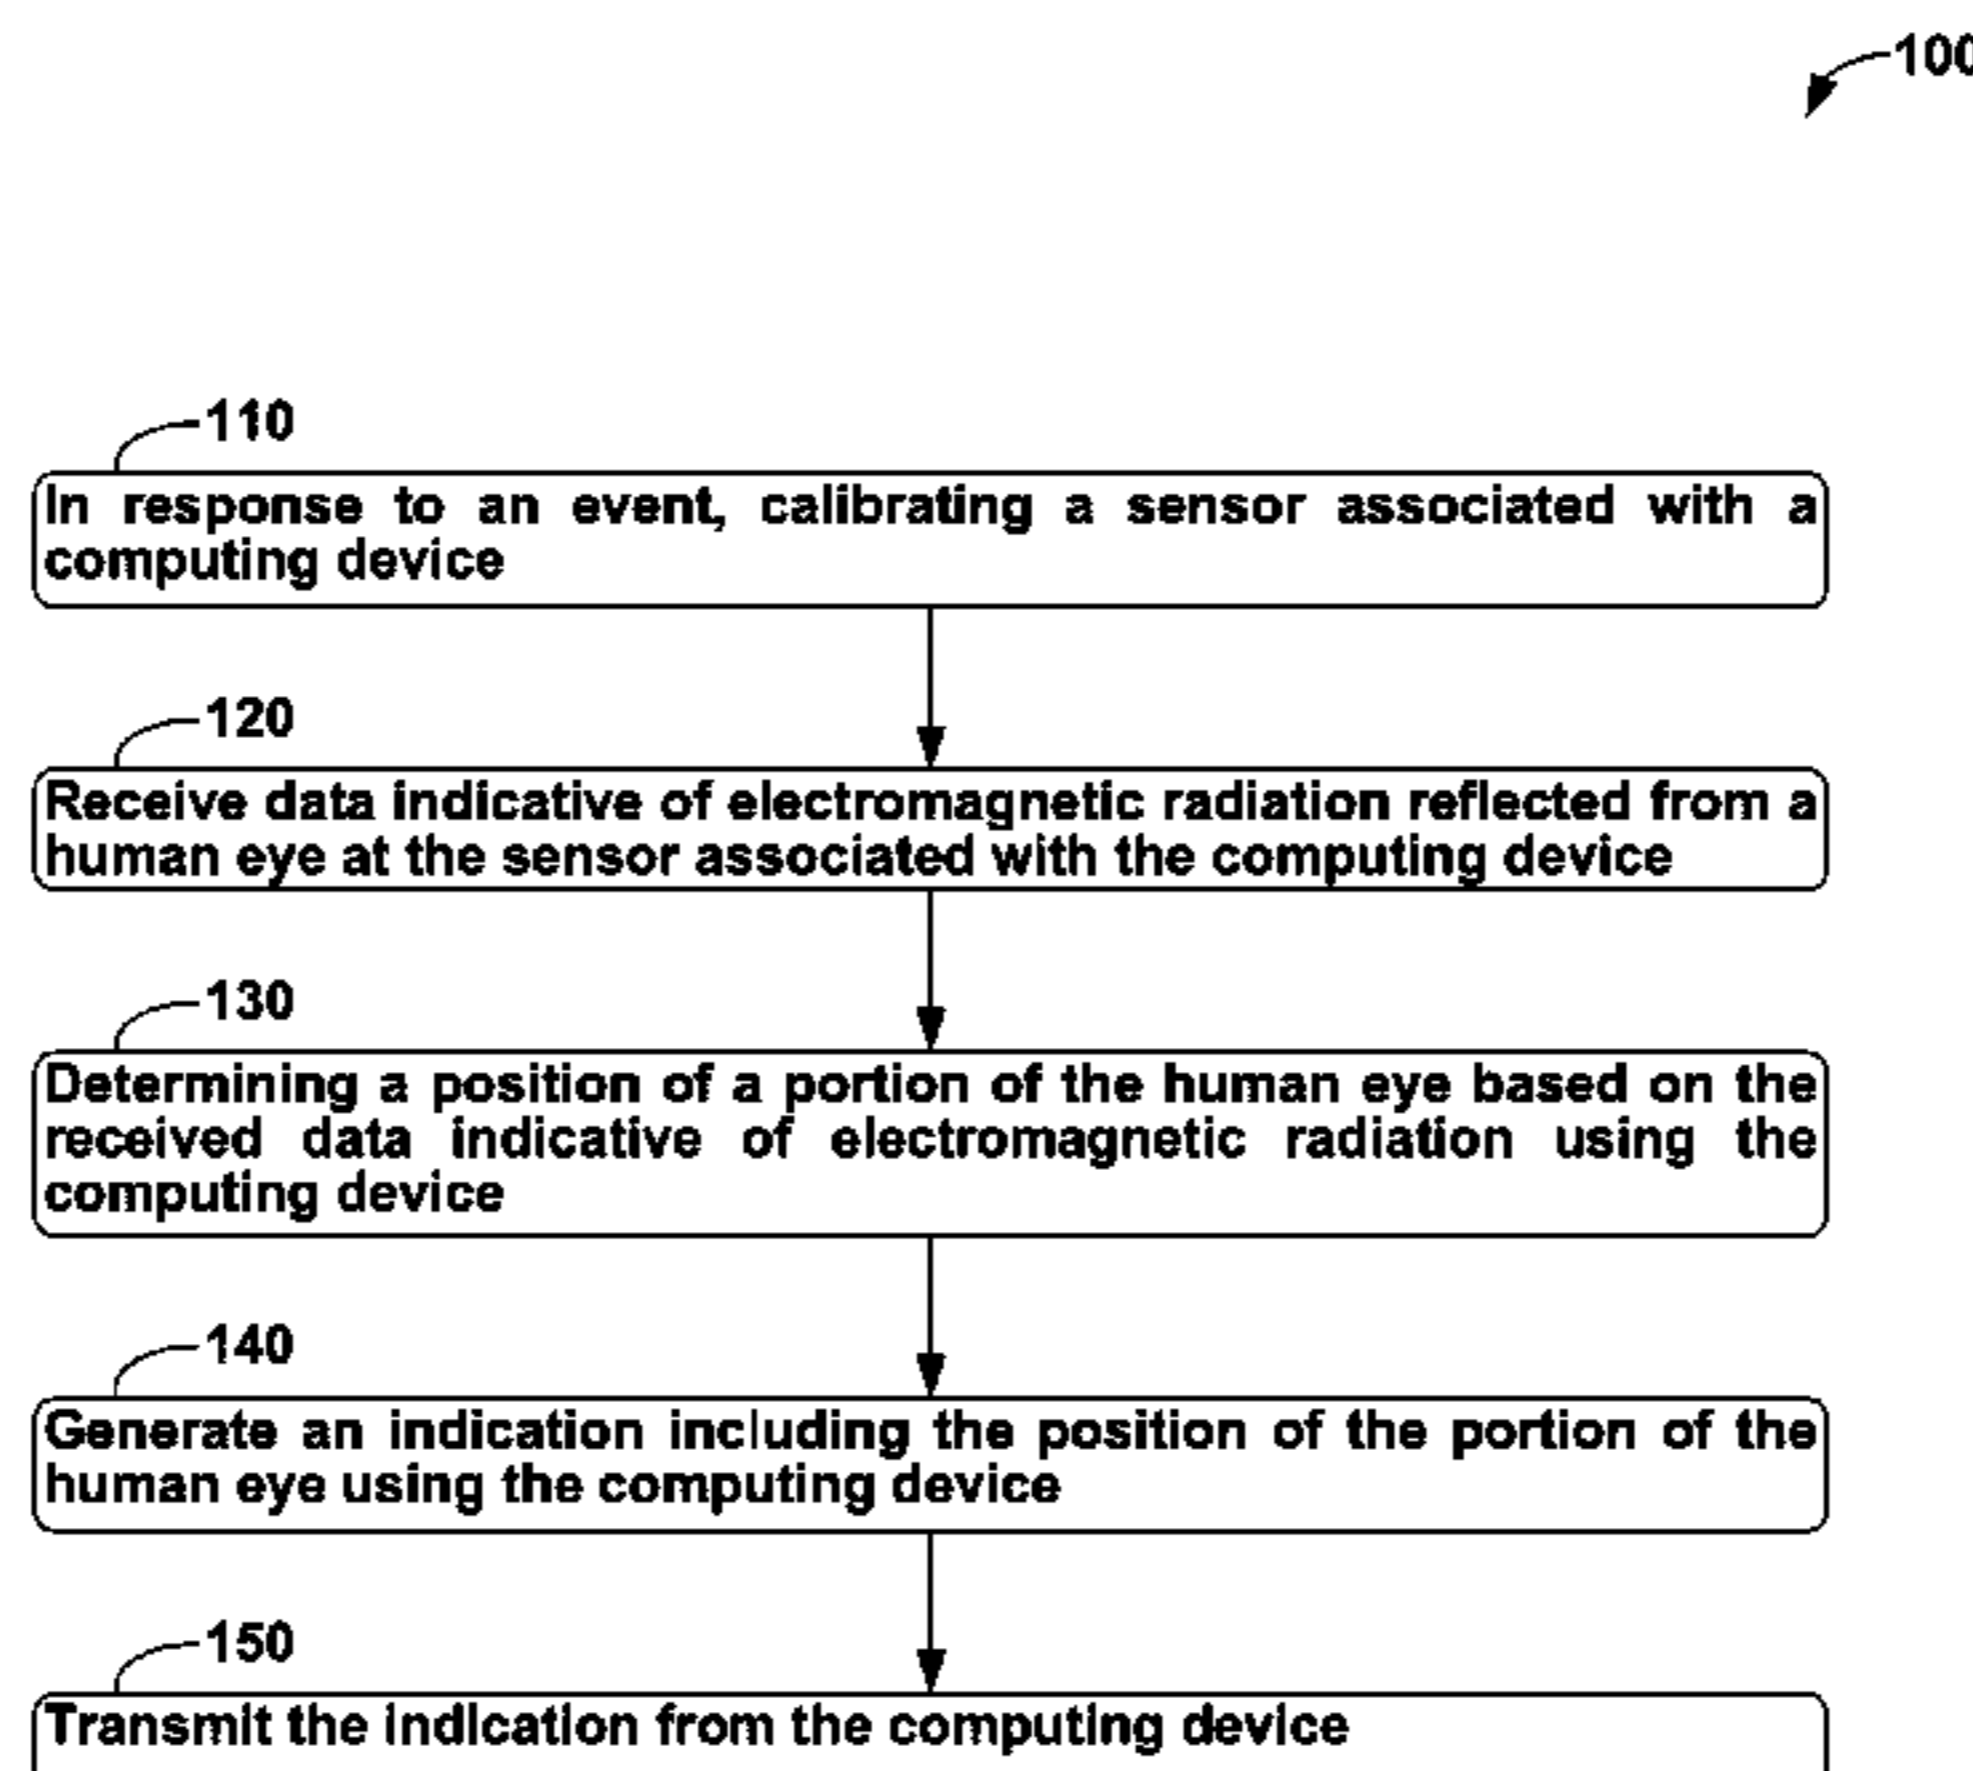 100
110
In response to an event, calibrating a sensor associated with a
computing device
120
Receive data indicative of electromagnetic radiation reflected from a
human eye at the sensor associated with the computing device
130
Determining a position of a portion of the human eye based on the
received data indicative of electromagnetic radiation using the
computing device
140
Generate an indication including the position of the portion of the
human eye using the computing device
150
Transmit the indication from the computing device